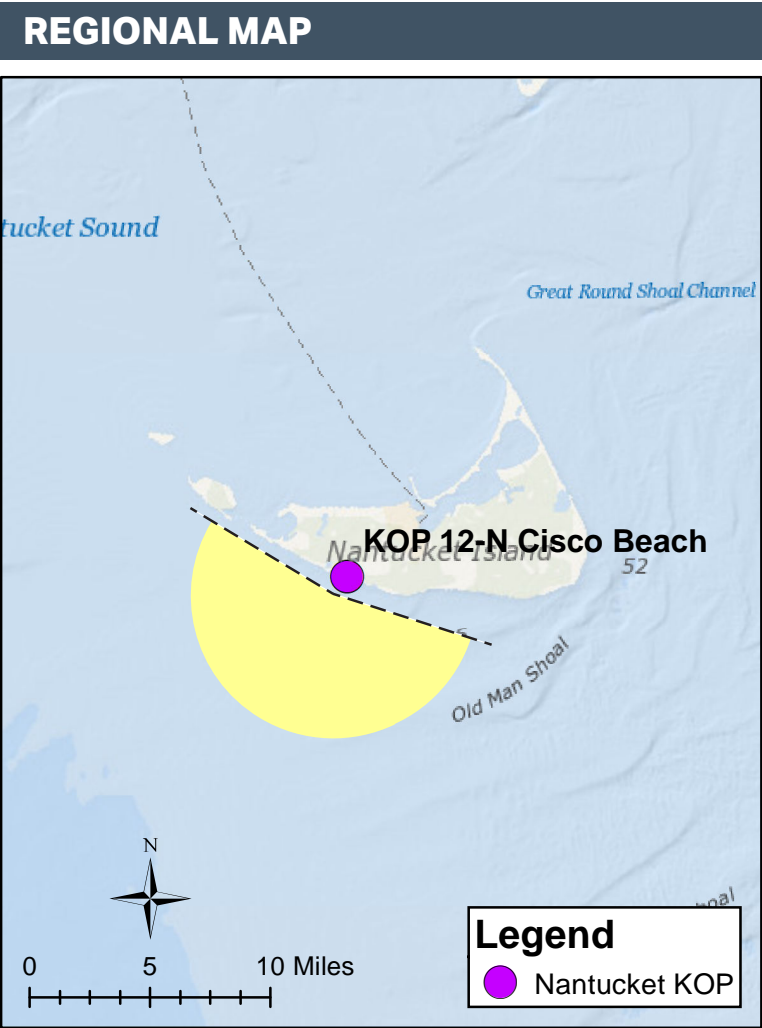 REGIONAL MAP
tucket Sound
Great Round Shoal Channel
KOP 12-N Cisco Beach
Nantucket Island
52
Old Man Shoal
N
0 5 10 Miles
Legend
Nantucket KOP